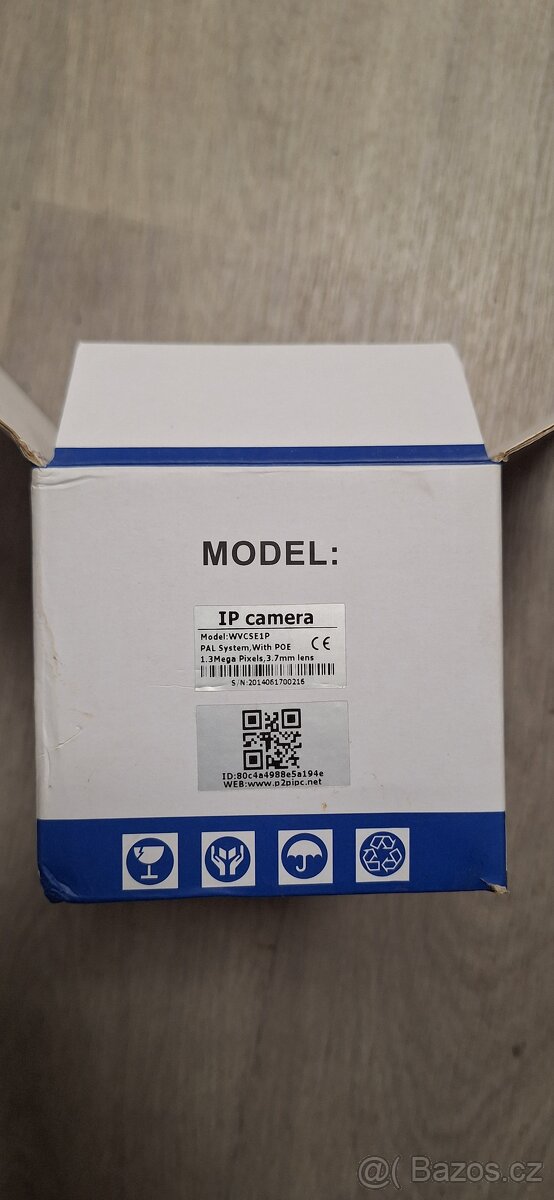 MODEL:
IP camera
Model:WVCSE1P
PAL System,With POE
CE
1.3Mega Pixels,3.7mm lens
S/N:2014061700216
ID:80c4a4988e5a194e
WEB:www.p2pipc.net
@( Bazos.cz